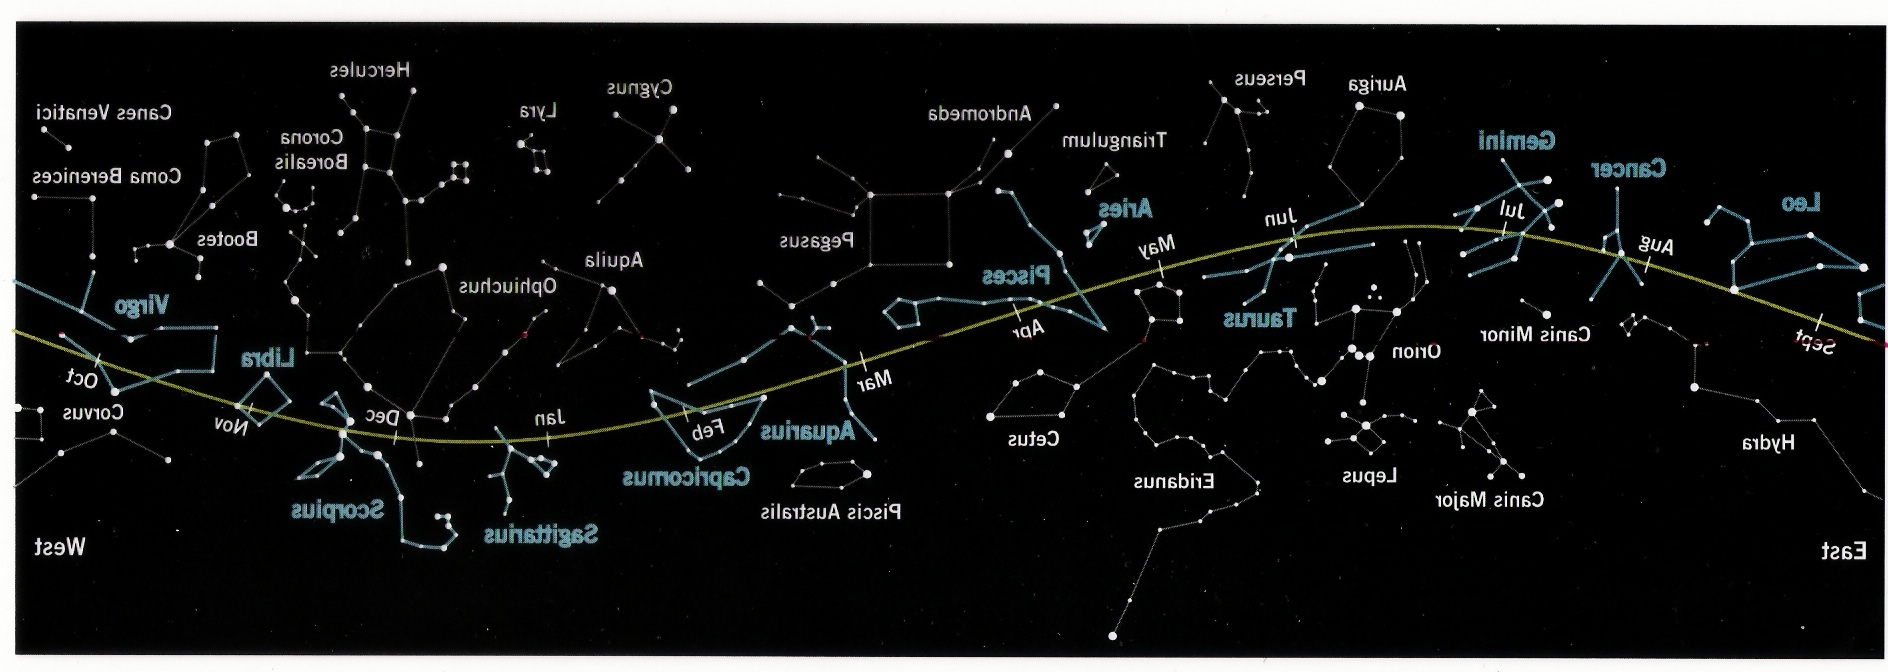 Hercules
Cygnus
Perseus
Auriga
Canes Venatici
Lyra
Andromeda
Corona
Borealis
Triangulum
Gemini
Cancer
Coma Berenices
Leo
Aries
Jul
Jun
Bootes
Pegasus
May
Aug
Aquila
Ophiuchus
Pisces
Virgo
Taurus
Apr
Canis Minor
Sept
Libra
Orion
Oct
Mar
Corvus
Nov
Dec
Jan
Feb
Aquarius
Cetus
Hydra
Capricornus
Eridanus
Lepus
Scorpius
Piscis Australis
Canis Major
Sagittarius
West
East